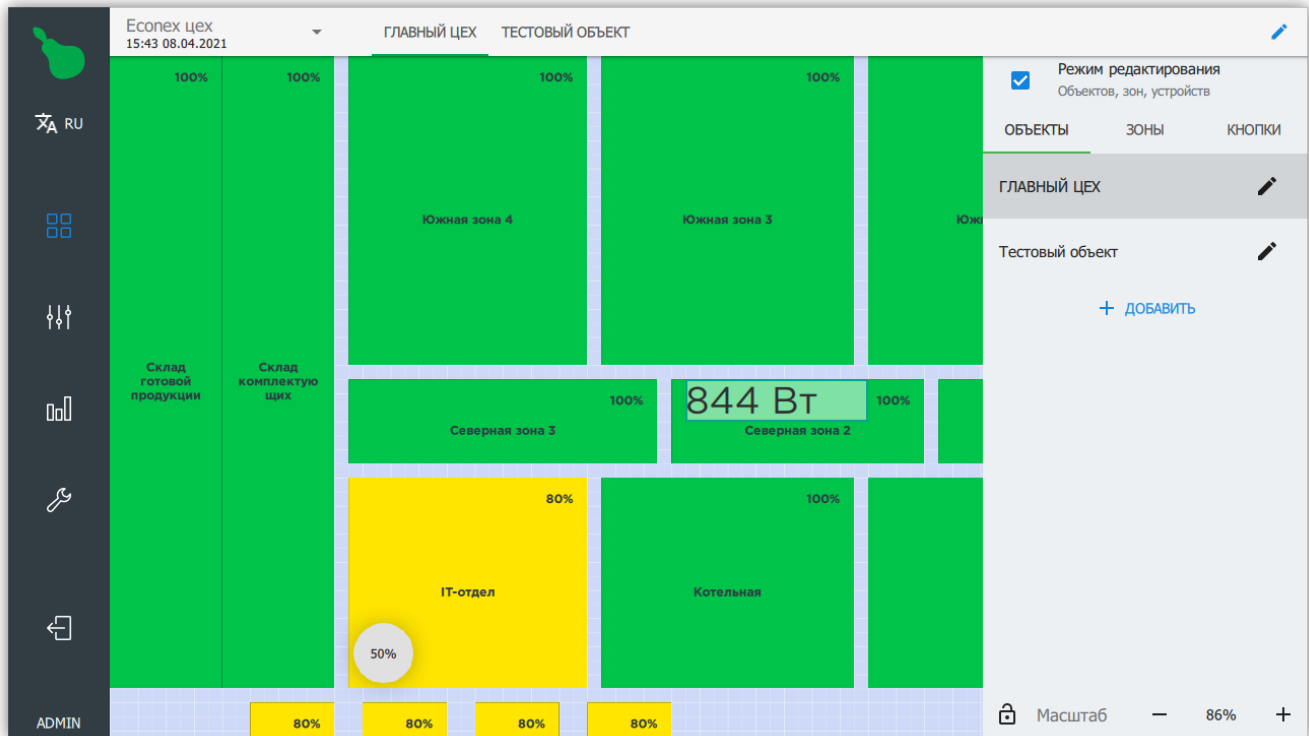 Econex цех
15:43 08.04.2021
ГЛАВНЫЙ ЦЕХ
ТЕСТОВЫЙ ОБЪЕКТ
RU
ADMIN
100%
100%
100%
100%
Южная зона 4
Южная зона 3
Южн
Склад
готовой
продукции
Склад
комплектую
щих
100%
Северная зона 3
844 Вт
100%
Северная зона 2
80%
IT-отдел
50%
100%
Котельная
80%
80%
80%
80%
Режим редактирования
Объектов, зон, устройств
ОБЪЕКТЫ
ЗОНЫ
КНОПКИ
ГЛАВНЫЙ ЦЕХ
Тестовый объект
+ ДОБАВИТЬ
Масштаб
— 86% +